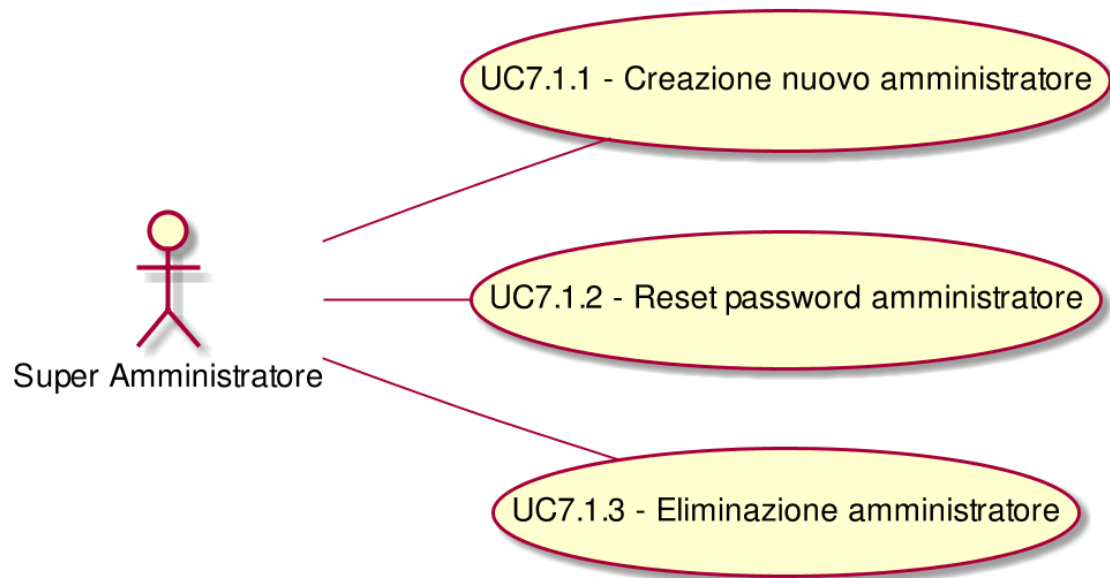 UC7.1.1 - Creazione nuovo amministratore
UC7.1.2 - Reset password amministratore
Super Amministratore
UC7.1.3 - Eliminazione amministratore